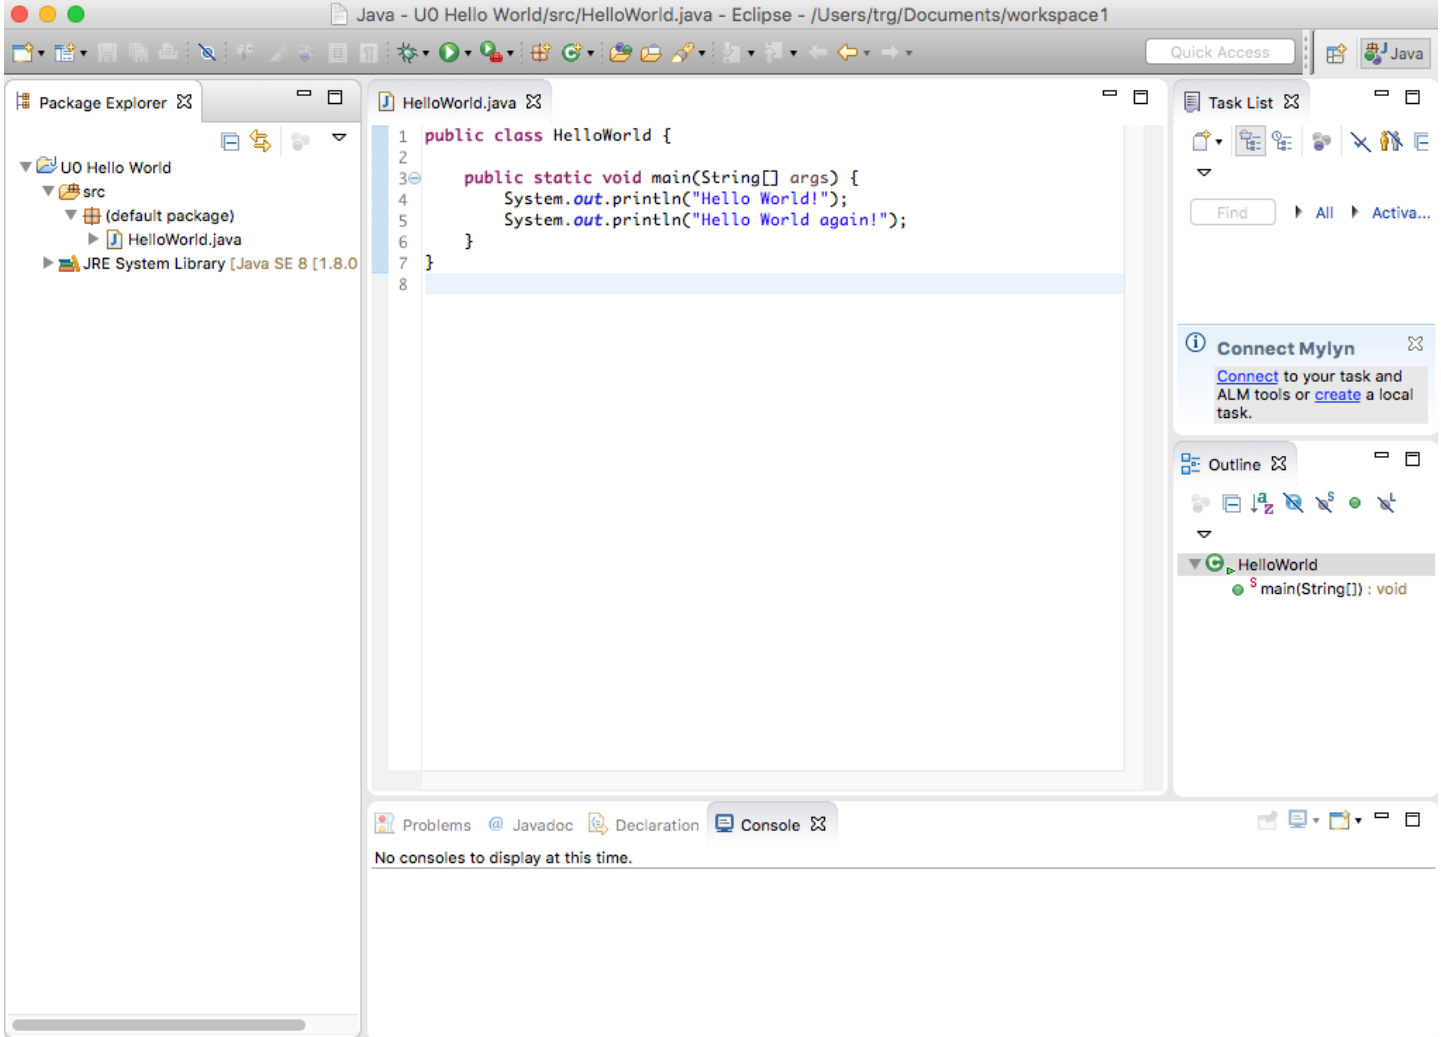 Java - U0 Hello World/src/HelloWorld.java - Eclipse - /Users/trg/Documents/workspace1
Quick Access
Java
Package Explorer
U0 Hello World
src
(default package)
HelloWorld.java
JRE System Library [Java SE 8 [1.8.0
HelloWorld.java
1 public class HelloWorld {
2
3 public static void main(String[] args) {
4 System.out.println("Hello World!");
5 System.out.println("Hello World again!");
6 }
7 }
8
Task List
Find All Activa...
Connect Mylyn
Connect to your task and
ALM tools or create a local
task.
Outline
HelloWorld
main(String[]) : void
Problems @ Javadoc Declaration Console
No consoles to display at this time.